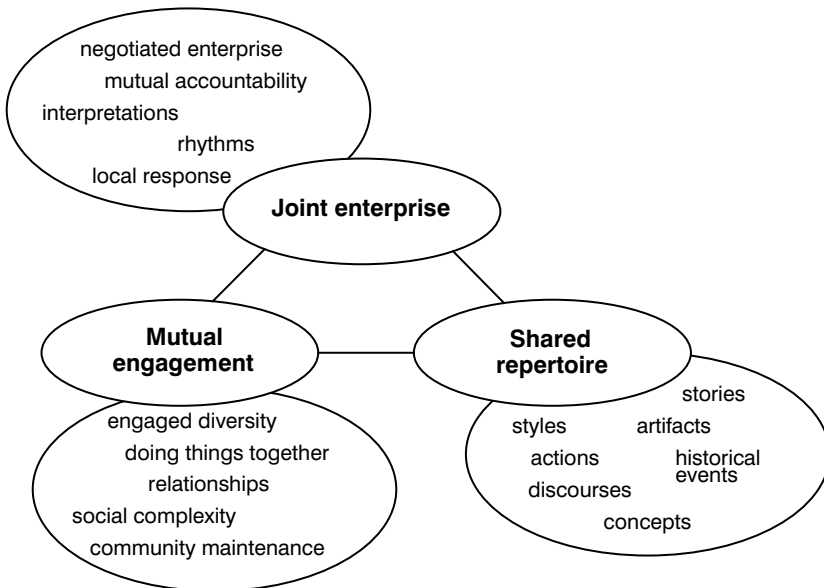 negotiated enterprise
mutual accountability
interpretations
rhythms
local response
Joint enterprise
Mutual
engagement
engaged diversity
doing things together
relationships
social complexity
community maintenance
Shared
repertoire
stories
styles
artifacts
actions
historical
events
discourses
concepts